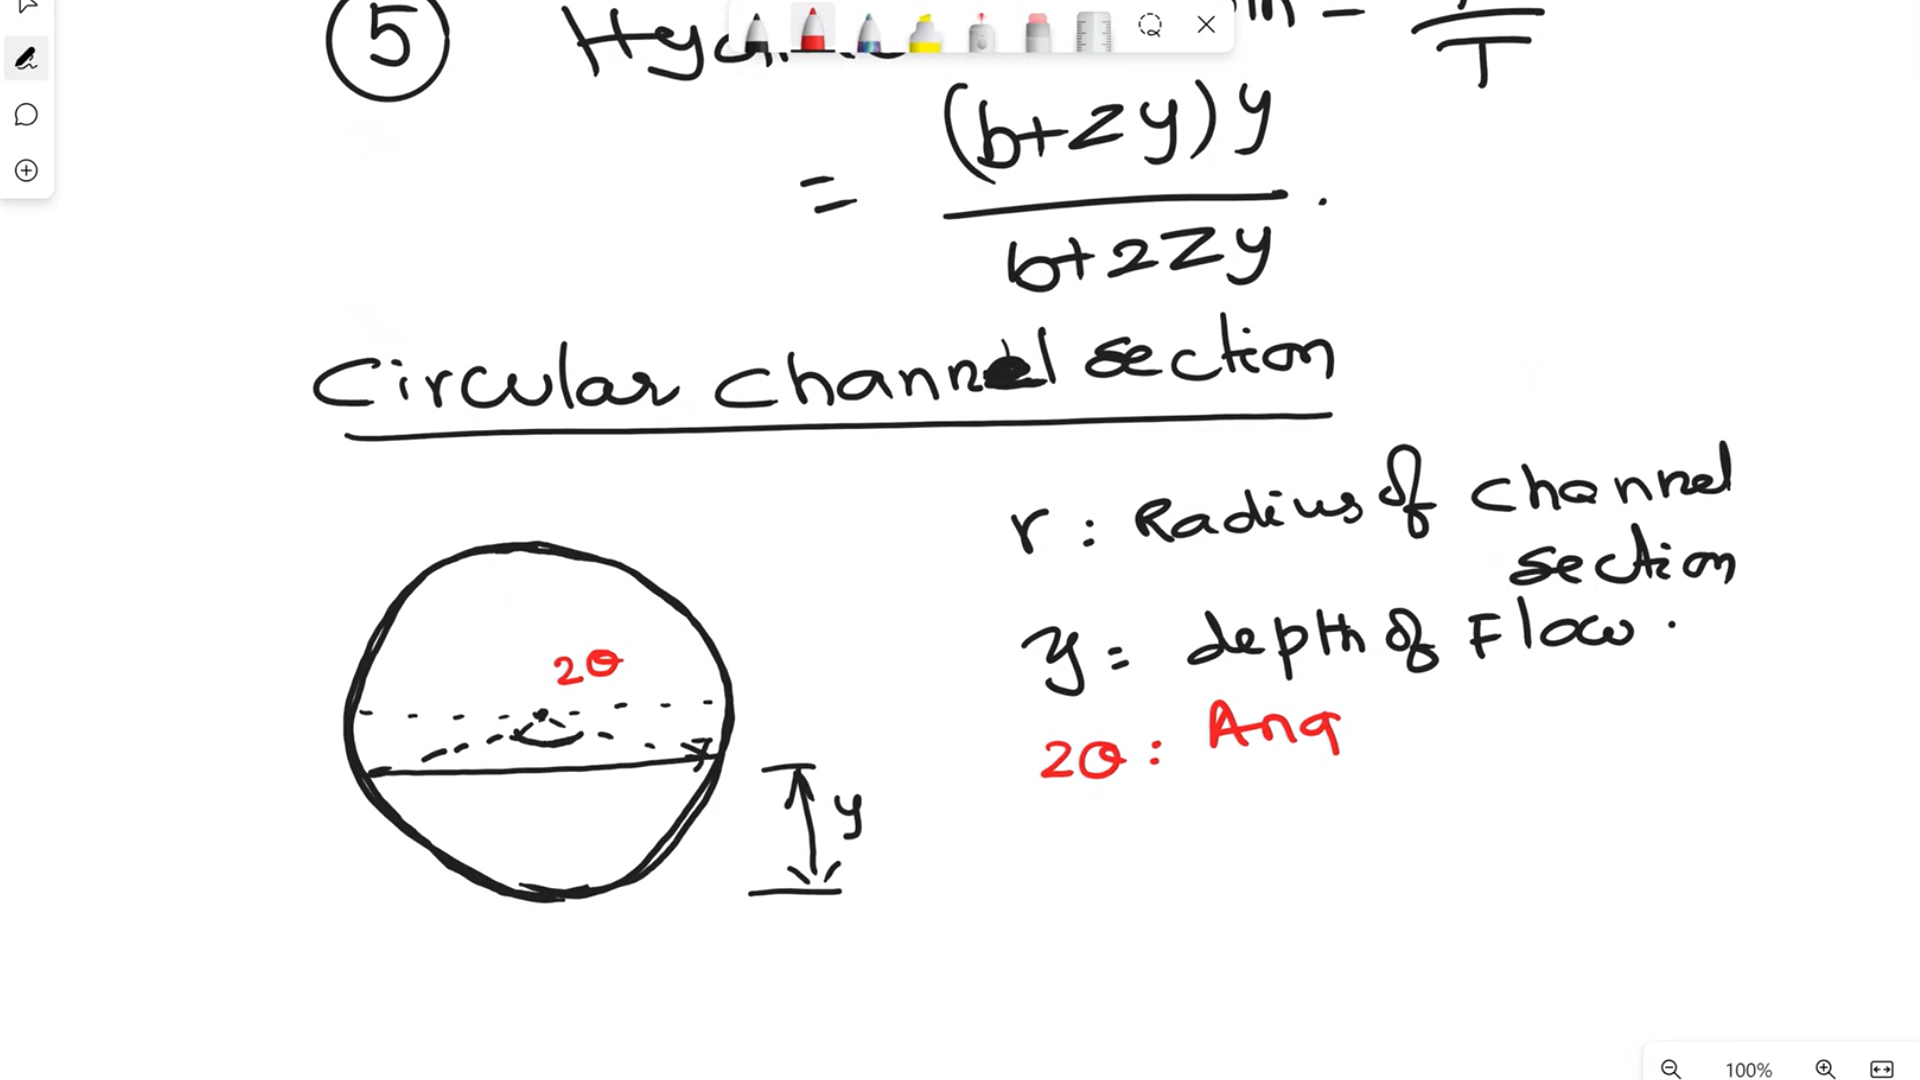 5
= (b+zy) y
b+2zy
Circular channel section
r : Radius of channel
section
y = depth of Flow.
2θ : Ang
2θ
y
T
100%